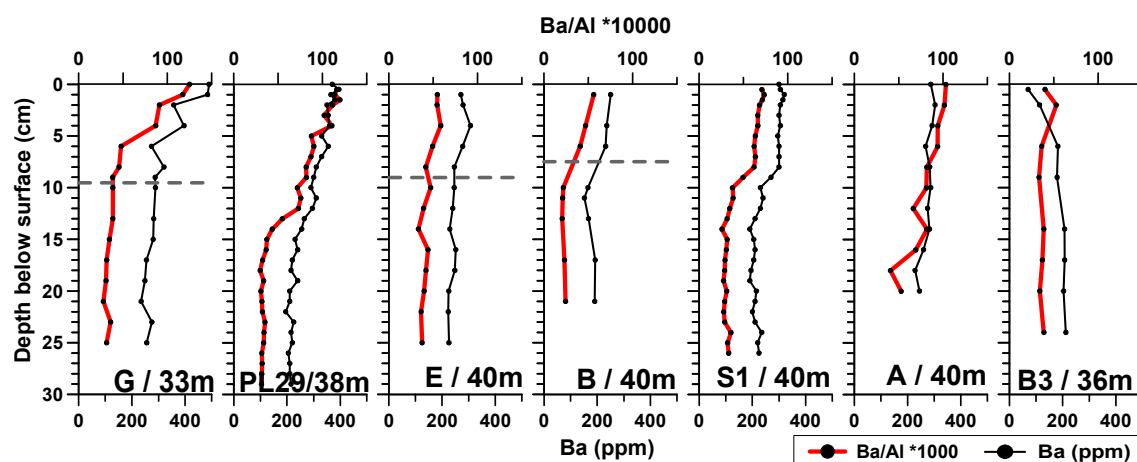 Ba/Al *10000
0 100 0 100 0 100 0 100 0 100 0 100 0 100
Depth below surface (cm)
0
5
10
15
20
25
30
G / 33m PL29/38m E / 40m B / 40m S1 / 40m A / 40m B3 / 36m
0 200 400 0 200 400 0 200 400 0 200 400 0 200 400 0 200 400 0 200 400
Ba (ppm)
Ba/Al *1000 Ba (ppm)